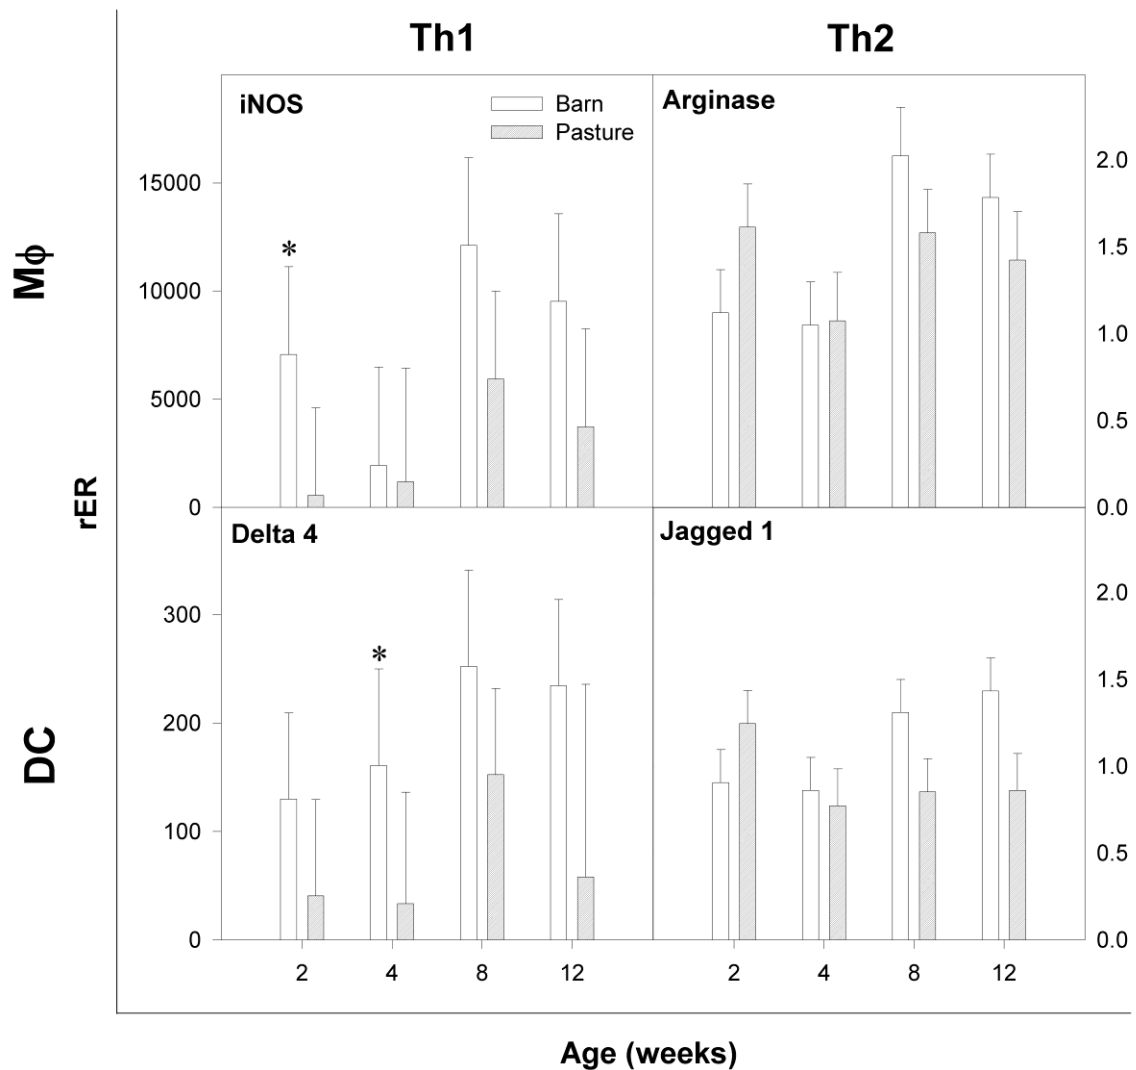 Th1
Th2
iNOS
Barn
Pasture
Arginase
15000
10000
5000
0
*
2.0
1.5
1.0
0.5
0.0
Mϕ
rER
Delta 4
Jagged 1
300
200
100
0
*
2.0
1.5
1.0
0.5
0.0
DC
2 4 8 12
2 4 8 12
Age (weeks)